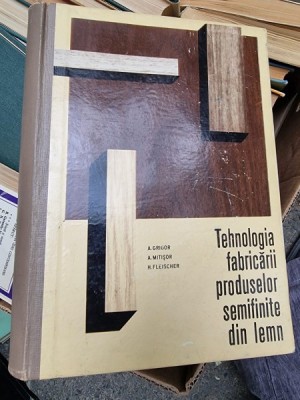 A. GRIGOR
A. MITIȘOR
H. FLEISCHER
Tehnologia
fabricării
produselor
semifinite
din lemn